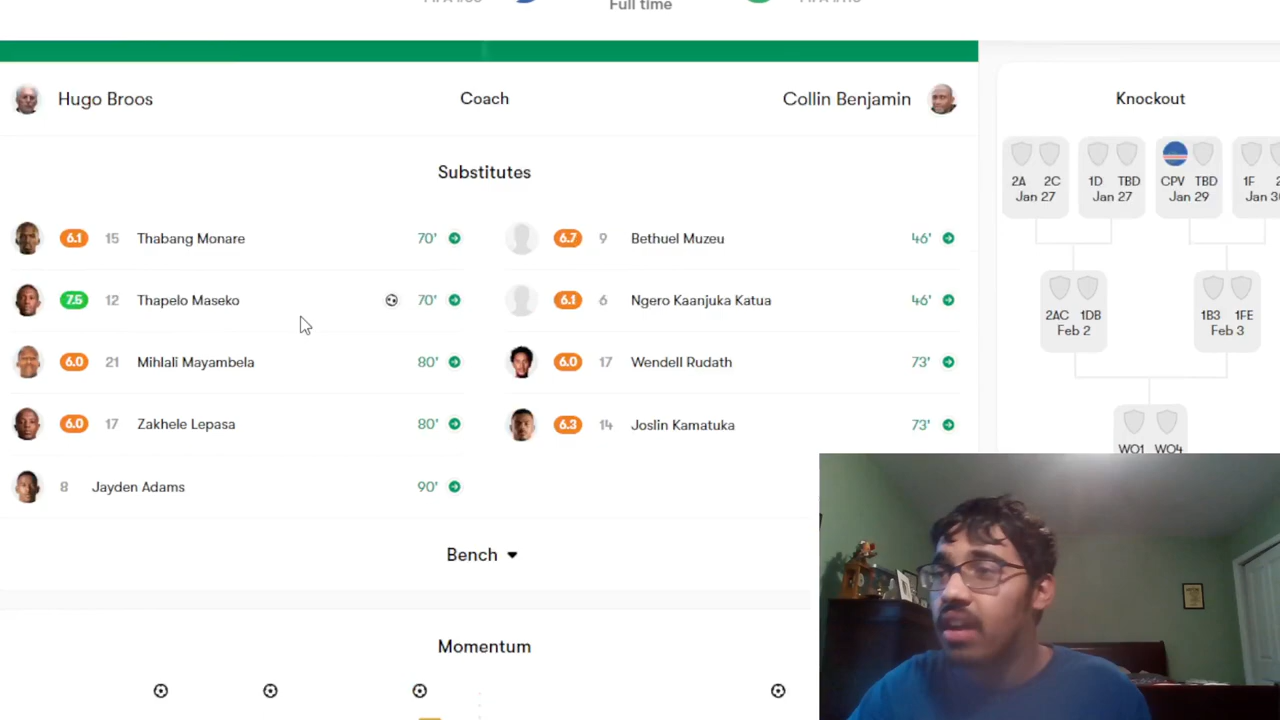 Full time
Hugo Broos Coach Collin Benjamin
Substitutes
6.1 15 Thabang Monare 70' 6.7 9 Bethuel Muzeu 46'
7.5 12 Thapelo Maseko 70' 6.1 6 Ngero Kaanjuka Katua 46'
6.0 21 Mihlali Mayambela 80' 6.0 17 Wendell Rudath 73'
6.0 17 Zakhele Lepasa 80' 6.3 14 Joslin Kamatuka 73'
8 Jayden Adams 90'
Bench
Momentum
Knockout
2A 2C 1D TBD CPV TBD 1F
Jan 27 Jan 27 Jan 29 Jan 30
2AC 1DB 1B3 1FE
Feb 2 Feb 3
WO1 WO4